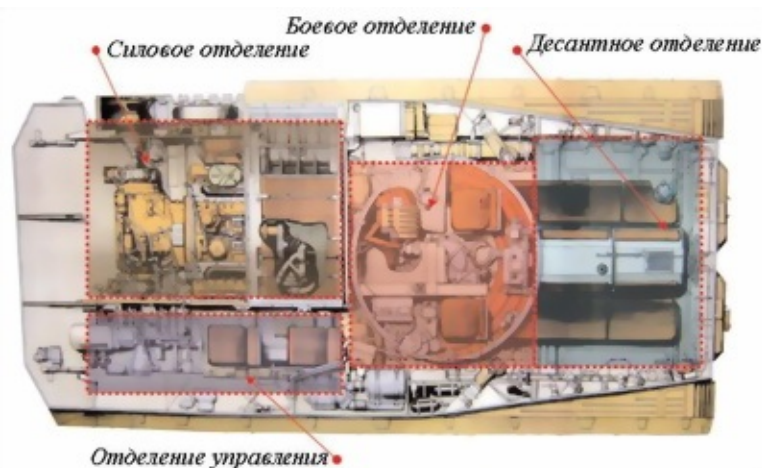 Боевое отделение
Силовое отделение
Десантное отделение
Отделение управления